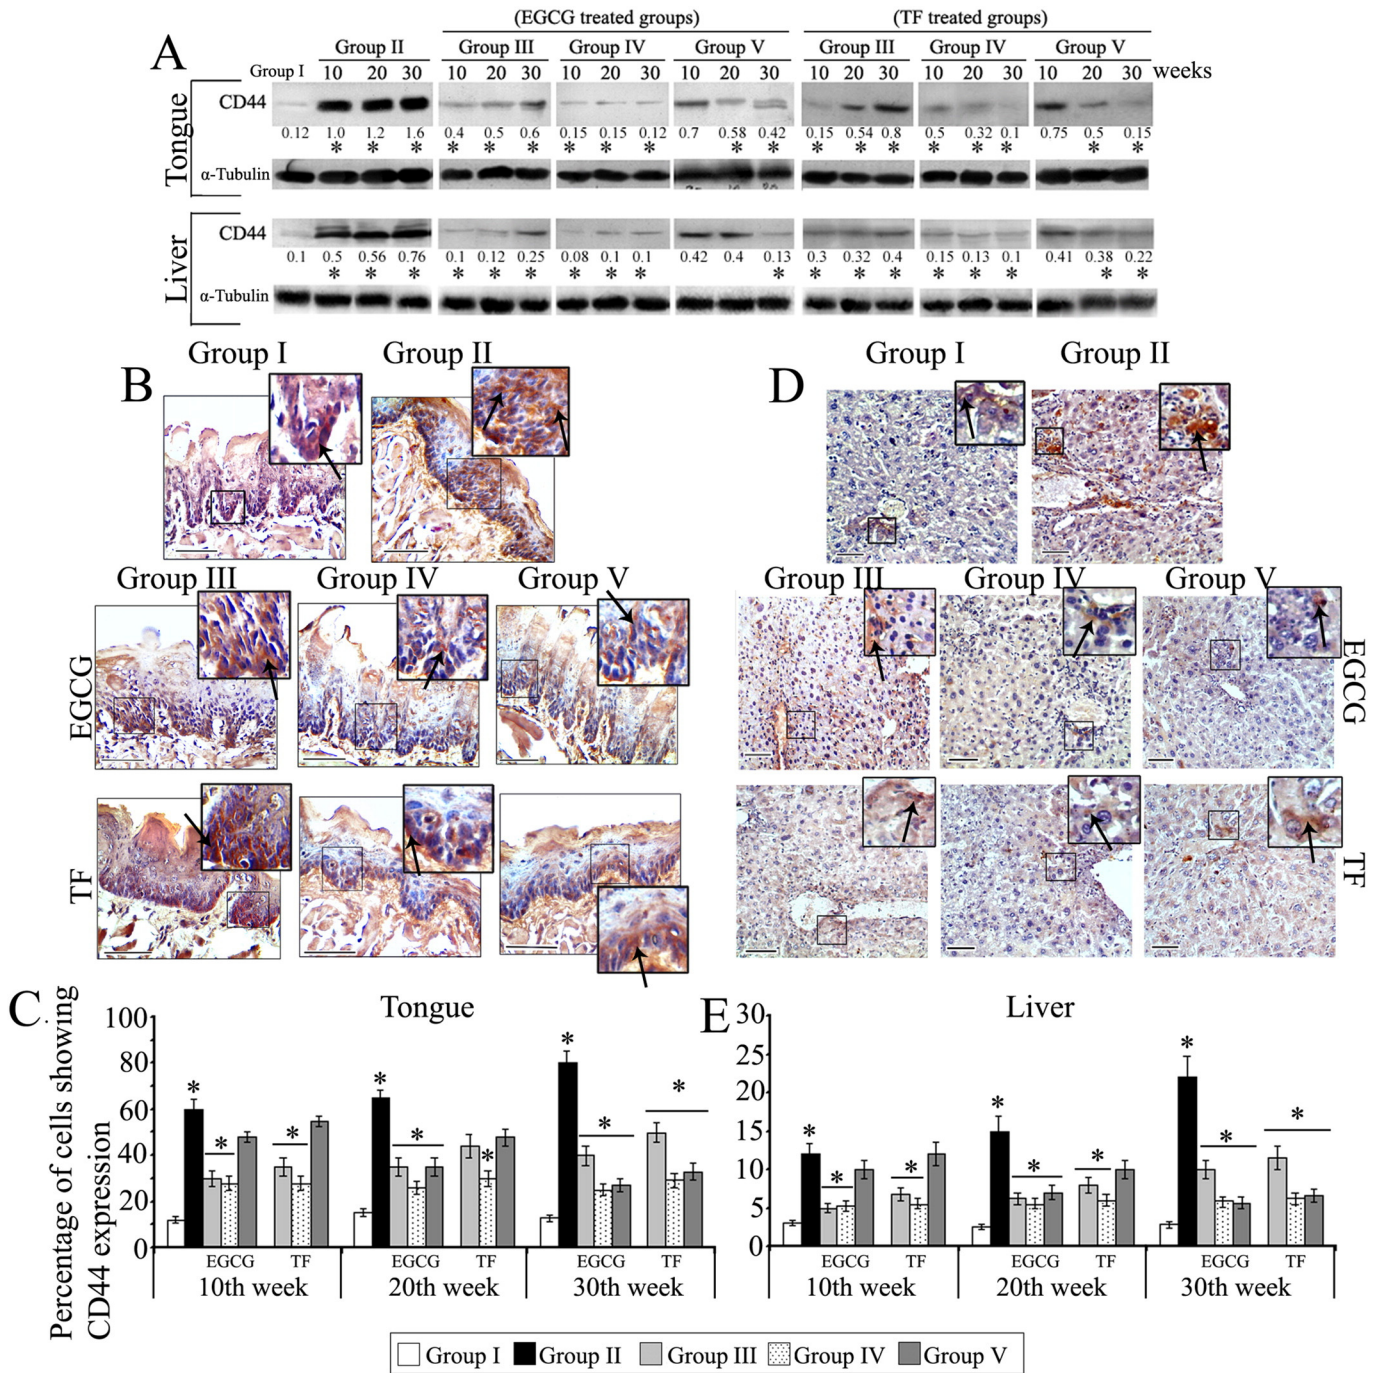 (EGCG treated groups) (TF treated groups)
A Group II Group III Group IV Group V Group III Group IV Group V
Group I 10 20 30 10 20 30 10 20 30 10 20 30 10 20 30 10 20 30 10 20 30 weeks
Tongue
CD44
0.12 1.0 1.2 1.6 0.4 0.5 0.6 0.15 0.15 0.12 0.7 0.58 0.42 0.15 0.54 0.8 0.5 0.32 0.1 0.75 0.5 0.15
* * * * * * * * * * * * * * * * * * *
α-Tubulin
Liver
CD44
0.1 0.5 0.56 0.76 0.1 0.12 0.25 0.08 0.1 0.1 0.42 0.4 0.13 0.3 0.32 0.4 0.15 0.13 0.1 0.41 0.38 0.22
* * * * * * * * * * * * * * * * * *
α-Tubulin
B Group I Group II
Group III Group IV Group V
EGCG
TF
D Group I Group II
Group III Group IV Group V
EGCG
TF
C Tongue
Percentage of cells showing
CD44 expression
100
80
60
40
20
0
* * * * * * * * *
EGCG TF EGCG TF EGCG TF
10th week 20th week 30th week
E Liver
30
25
20
15
10
5
0
* * * * * * * * *
EGCG TF EGCG TF EGCG TF
10th week 20th week 30th week
Group I Group II Group III Group IV Group V